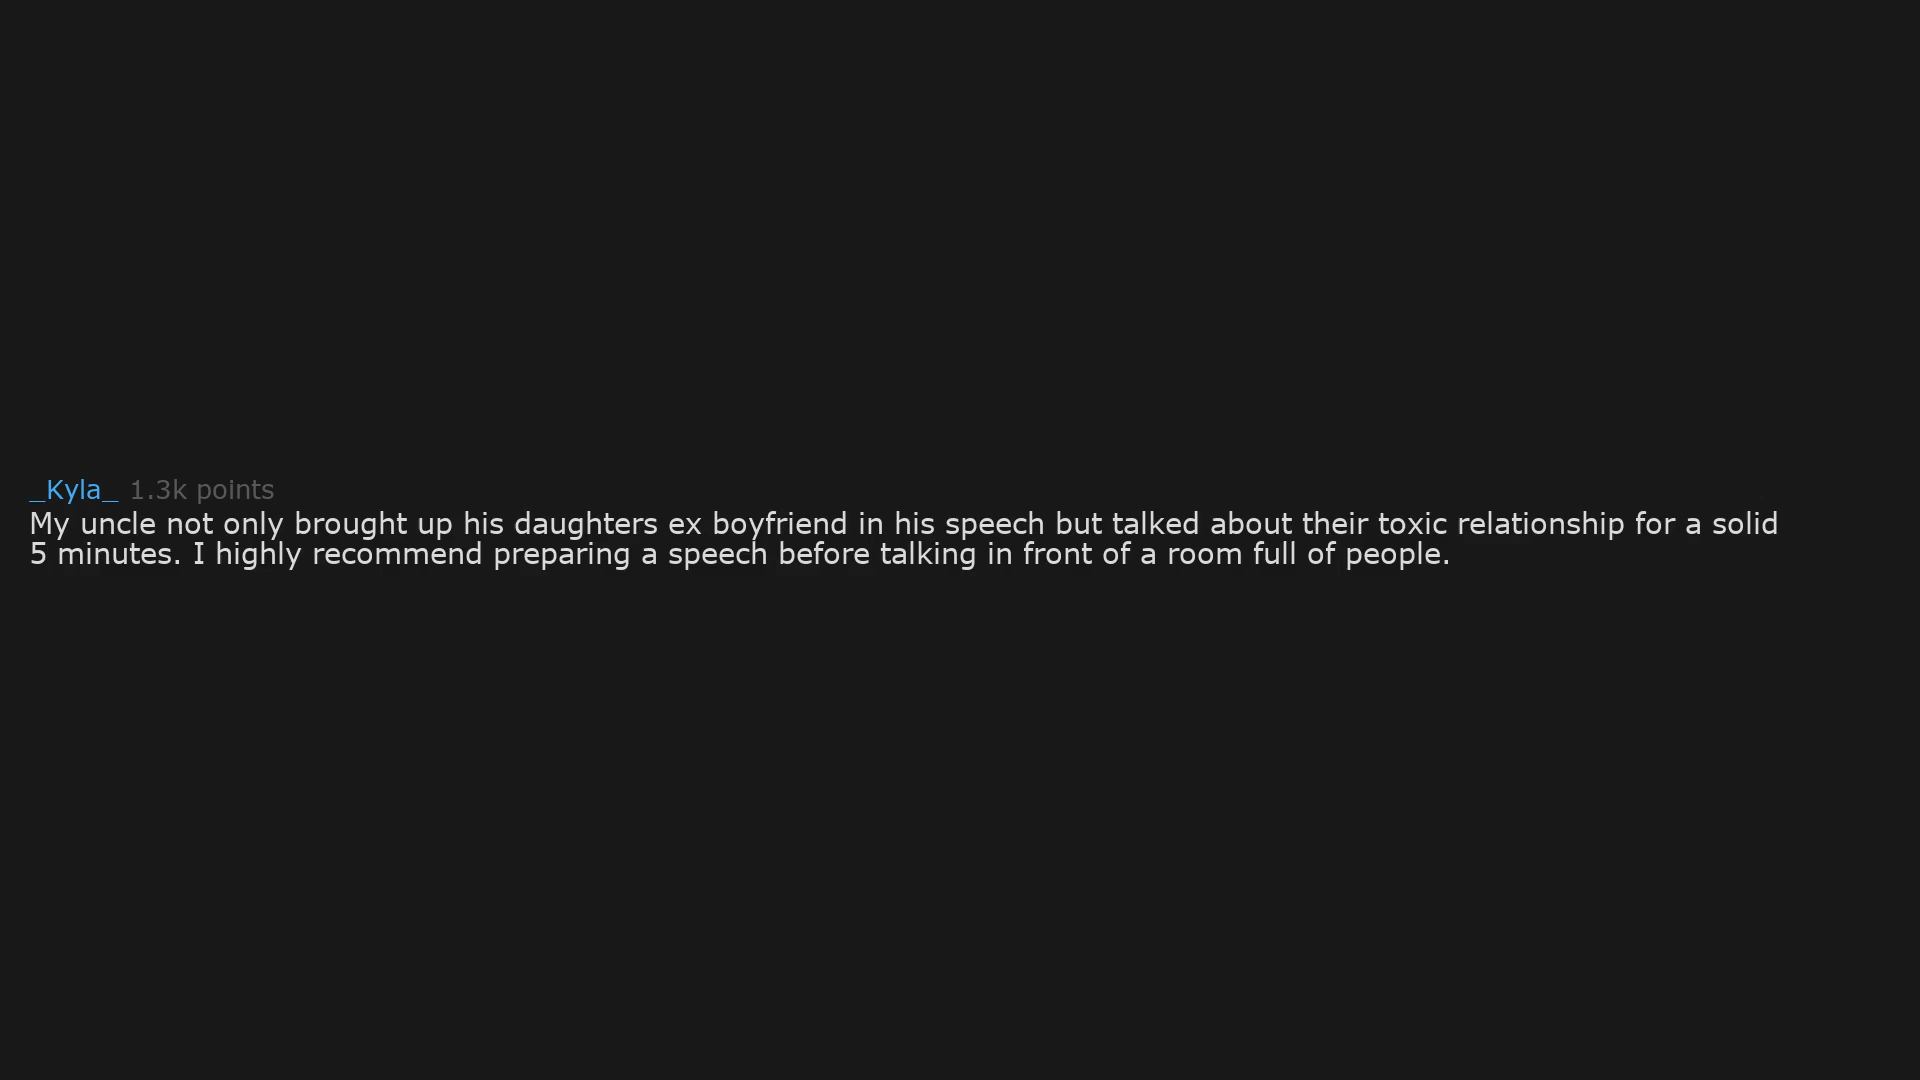 _Kyla_ 1.3k points
My uncle not only brought up his daughters ex boyfriend in his speech but talked about their toxic relationship for a solid
5 minutes. I highly recommend preparing a speech before talking in front of a room full of people.